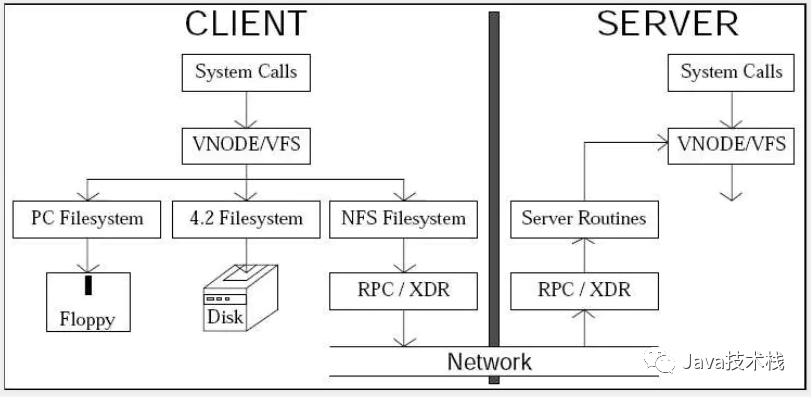 CLIENT
SERVER
System Calls
System Calls
VNODE/VFS
VNODE/VFS
PC Filesystem
4.2 Filesystem
NFS Filesystem
Server Routines
Floppy
Disk
RPC / XDR
RPC / XDR
Network
Java技术栈